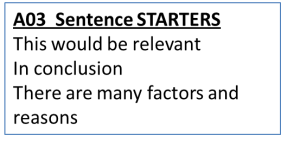 A03  Sentence STARTERS
This would be relevant
In conclusion
There are many factors and
reasons